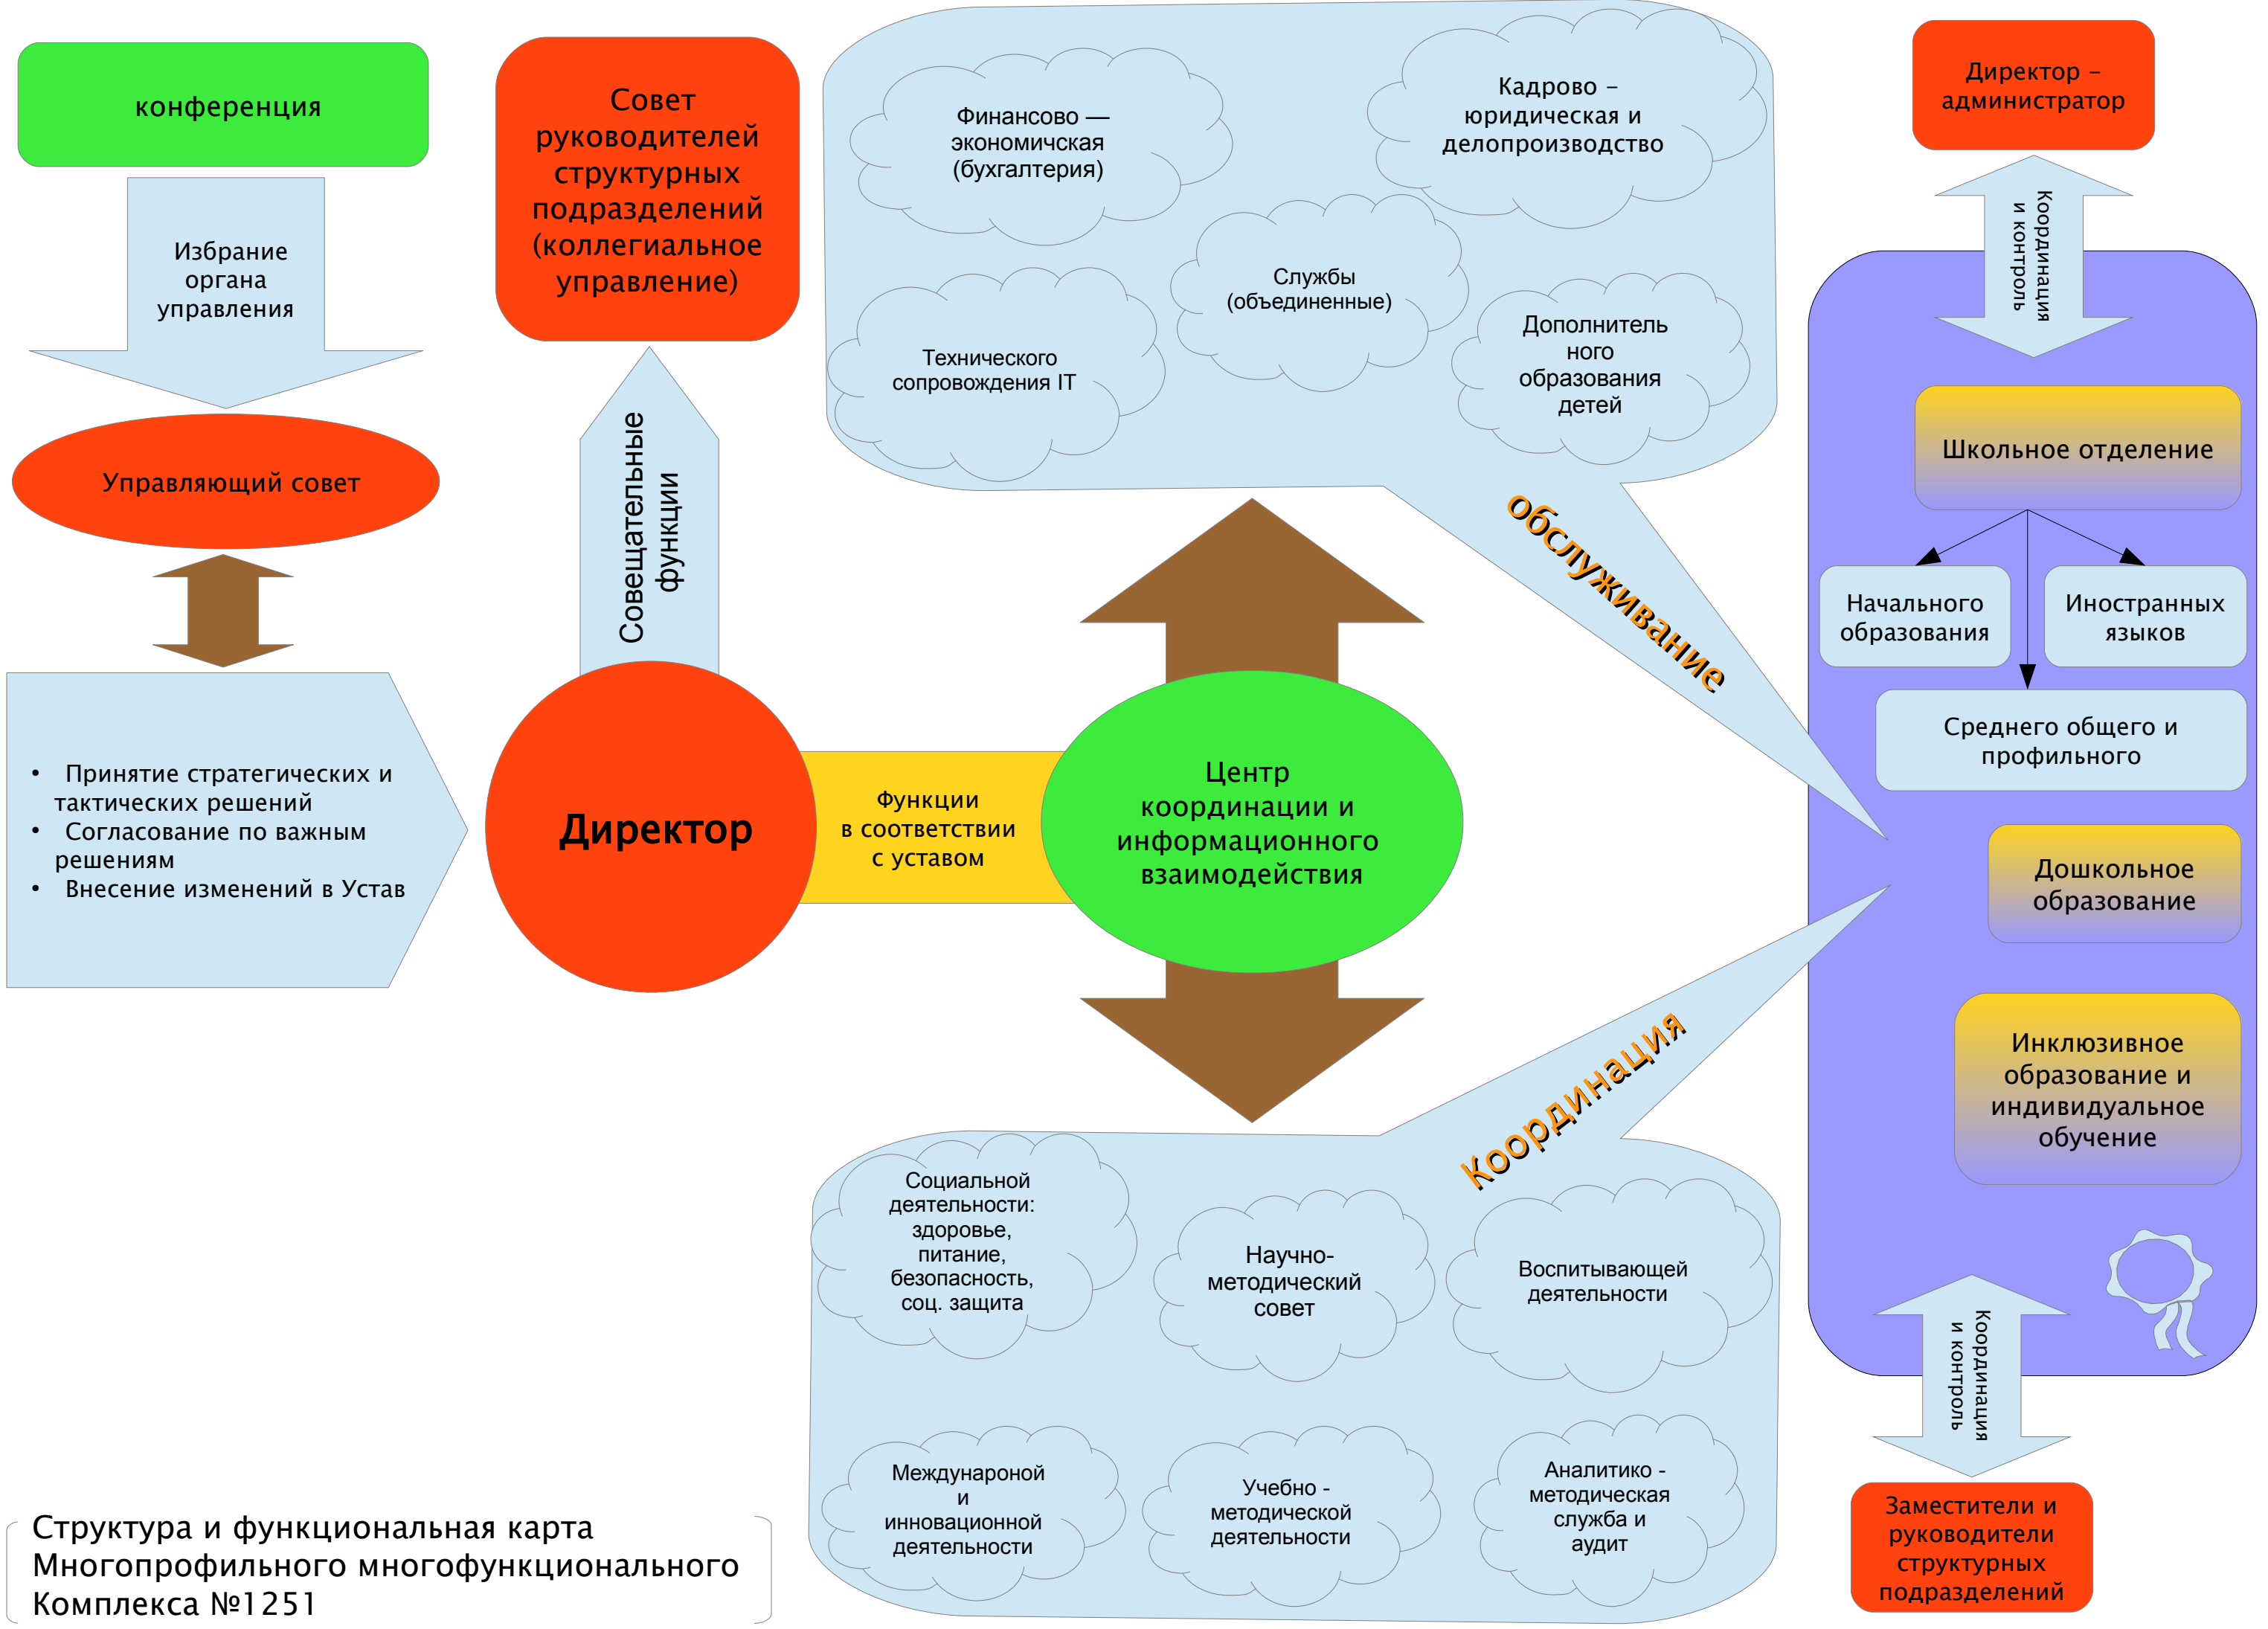 конференция
Избрание
органа
управления
Управляющий совет
• Принятие стратегических и
тактических решений
• Согласование по важным
решениям
• Внесение изменений в Устав
Совет
руководителей
структурных
подразделений
(коллегиальное
управление)
Совещательные
функции
Директор
Функции
в соответствии
с уставом
Центр
координации и
информационного
взаимодействия
Финансово —
экономичская
(бухгалтерия)
Кадрово –
юридическая и
делопроизводство
Службы
(объединенные)
Технического
сопровождения IT
Дополнитель
ного
образования
детей
обслуживание
Координация
Социальной
деятельности:
здоровье,
питание,
безопасность,
соц. защита
Научно-
методический
совет
Воспитывающей
деятельности
Междунароной
и
инновационной
деятельности
Учебно -
методической
деятельности
Аналитико -
методическая
служба и
аудит
Директор –
администратор
Координация
и контроль
Школьное отделение
Начального
образования
Иностранных
языков
Среднего общего и
профильного
Дошкольное
образование
Инклюзивное
образование и
индивидуальное
обучение
Координация
и контроль
Заместители и
руководители
структурных
подразделений
Структура и функциональная карта
Многопрофильного многофункционального
Комплекса №1251